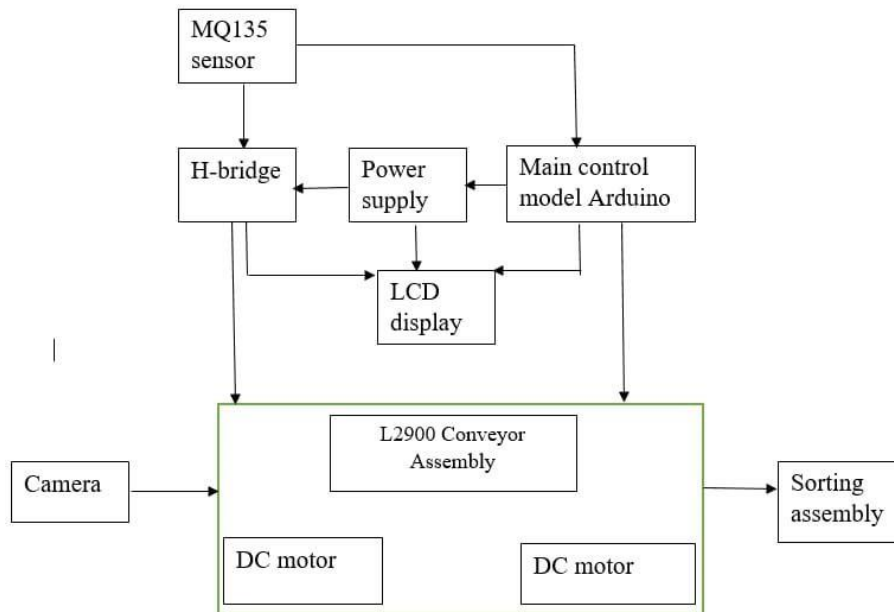 MQ135
sensor
H-bridge
Power
supply
Main control
model Arduino
LCD
display
L2900 Conveyor
Assembly
Camera
Sorting
assembly
DC motor
DC motor